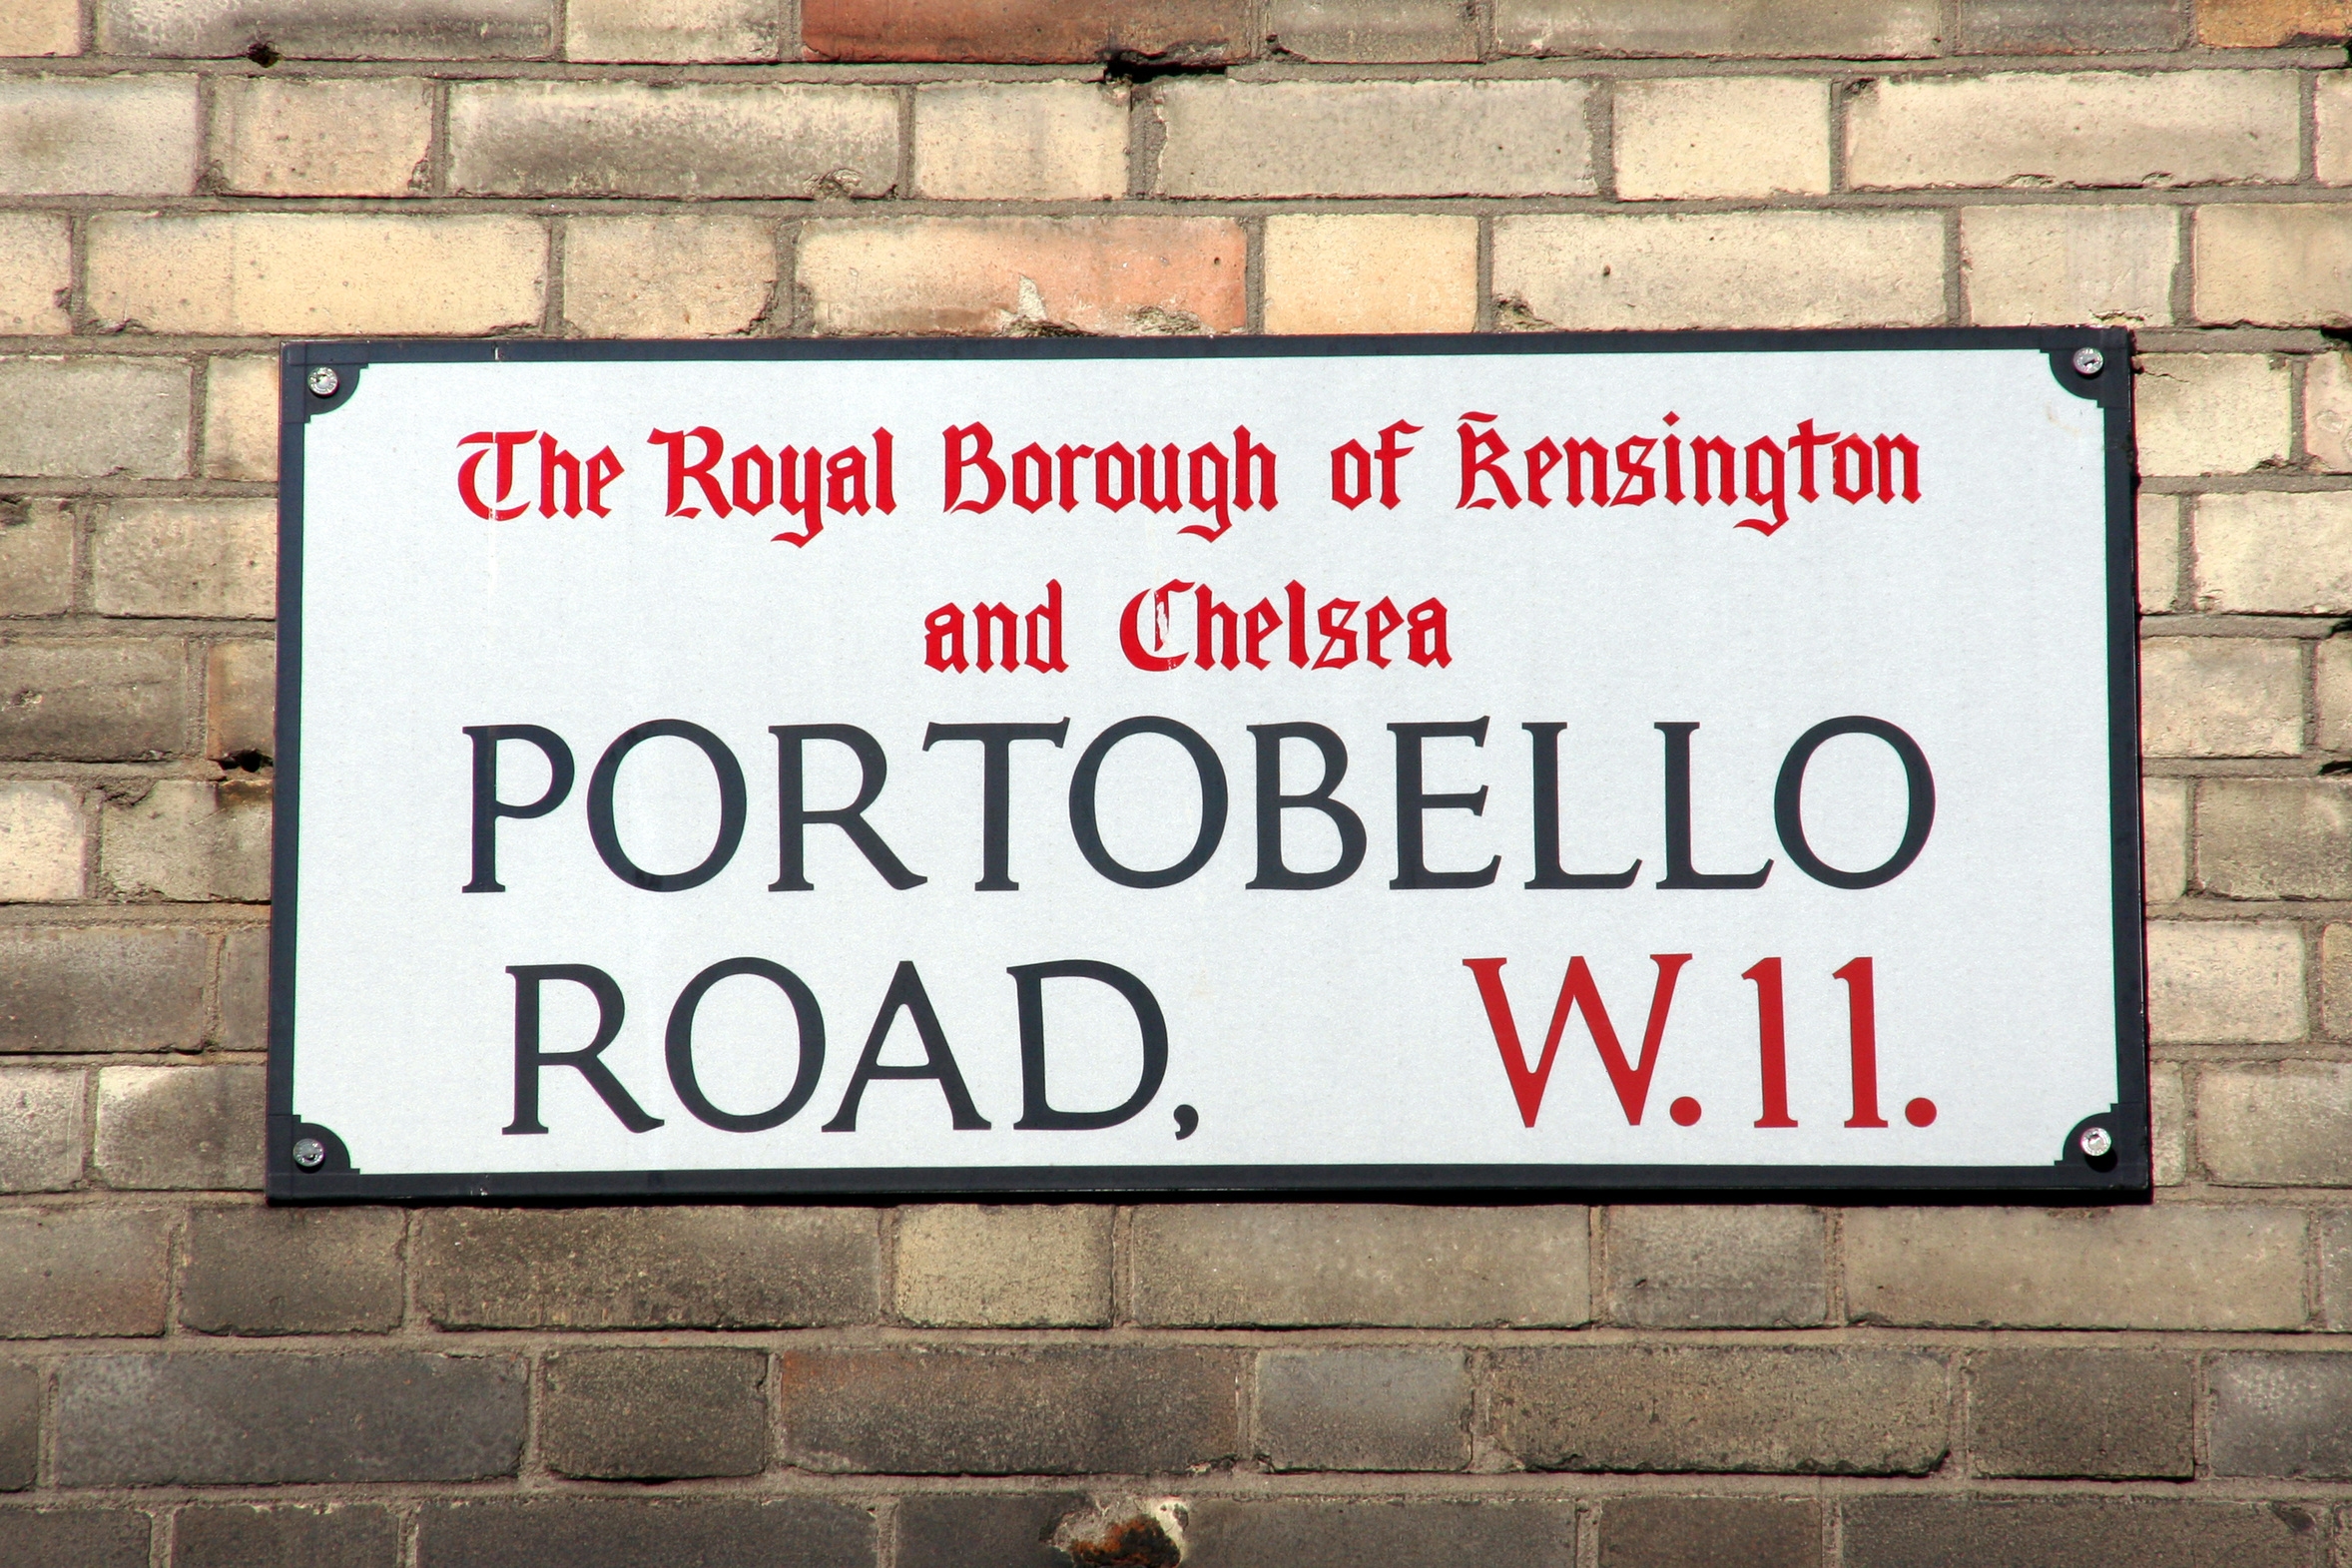 The Royal Borough of Kensington
and Chelsea
PORTOBELLO
ROAD, W.11.